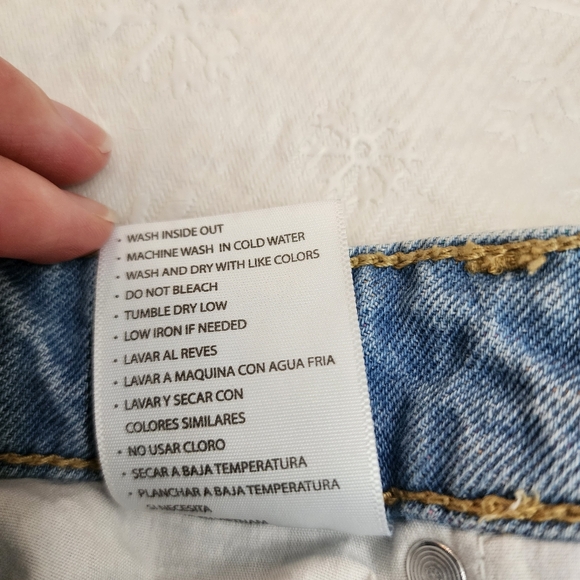 • WASH INSIDE OUT
• MACHINE WASH IN COLD WATER
• WASH AND DRY WITH LIKE COLORS
• DO NOT BLEACH
• TUMBLE DRY LOW
• LOW IRON IF NEEDED
• LAVAR AL REVES
• LAVAR A MAQUINA CON AGUA FRIA
• LAVAR Y SECAR CON
COLORES SIMILARES
• NO USAR CLORO
• SECAR A BAJA TEMPERATURA
• PLANCHAR A BAJA TEMPERATURA
SI NECESITA